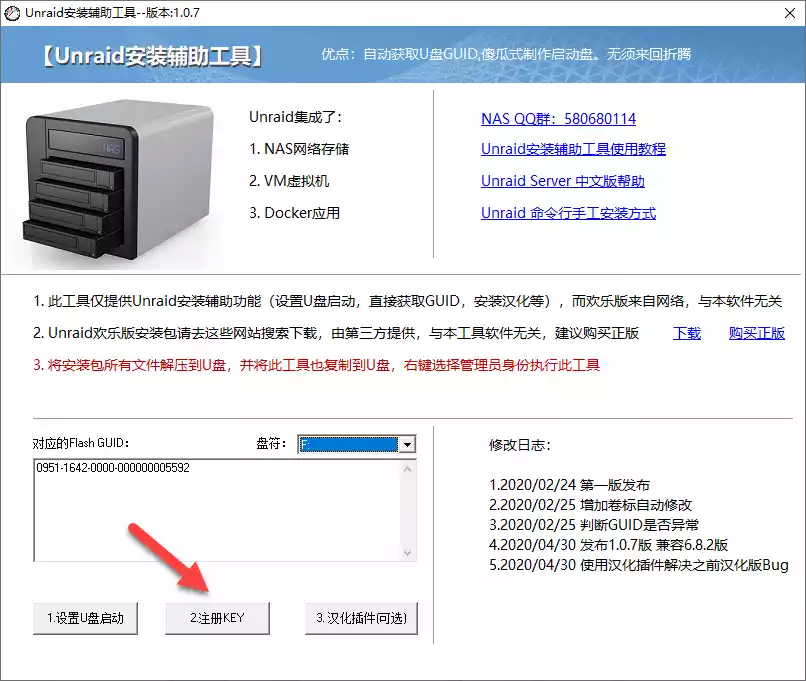 Unraid安装辅助工具--版本:1.0.7
【Unraid安装辅助工具】
优点：自动获取U盘GUID,傻瓜式制作启动盘。无须来回折腾
NAS
Unraid集成了：
1. NAS网络存储
2. VM虚拟机
3. Docker应用
NAS QQ群：580680114
Unraid安装辅助工具使用教程
Unraid Server 中文版帮助
Unraid 命令行手工安装方式
1. 此工具仅提供Unraid安装辅助功能（设置U盘启动，直接获取GUID，安装汉化等），而欢乐版来自网络，与本软件无关
2. Unraid欢乐版安装包请去这些网站搜索下载，由第三方提供，与本工具软件无关，建议购买正版 下载 购买正版
3. 将安装包所有文件解压到U盘，并将此工具也复制到U盘，右键选择管理员身份执行此工具
对应的Flash GUID： 盘符： F:
0951-1642-0000-000000005592
1.设置U盘启动 2.注册KEY 3.汉化插件(可选)
修改日志：
1.2020/02/24 第一版发布
2.2020/02/25 增加卷标自动修改
3.2020/02/25 判断GUID是否异常
4.2020/04/30 发布1.0.7版 兼容6.8.2版
5.2020/04/30 使用汉化插件解决之前汉化版Bug